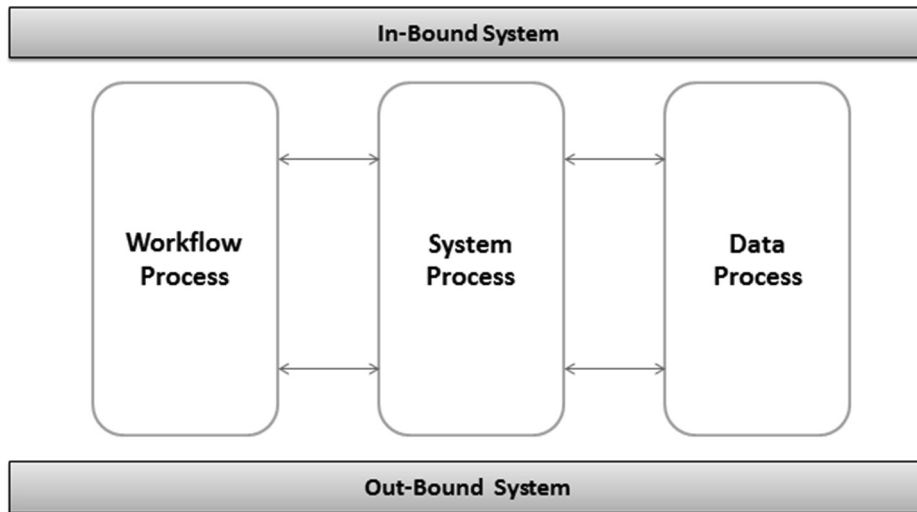 In-Bound System
Workflow
Process
System
Process
Data
Process
Out-Bound System